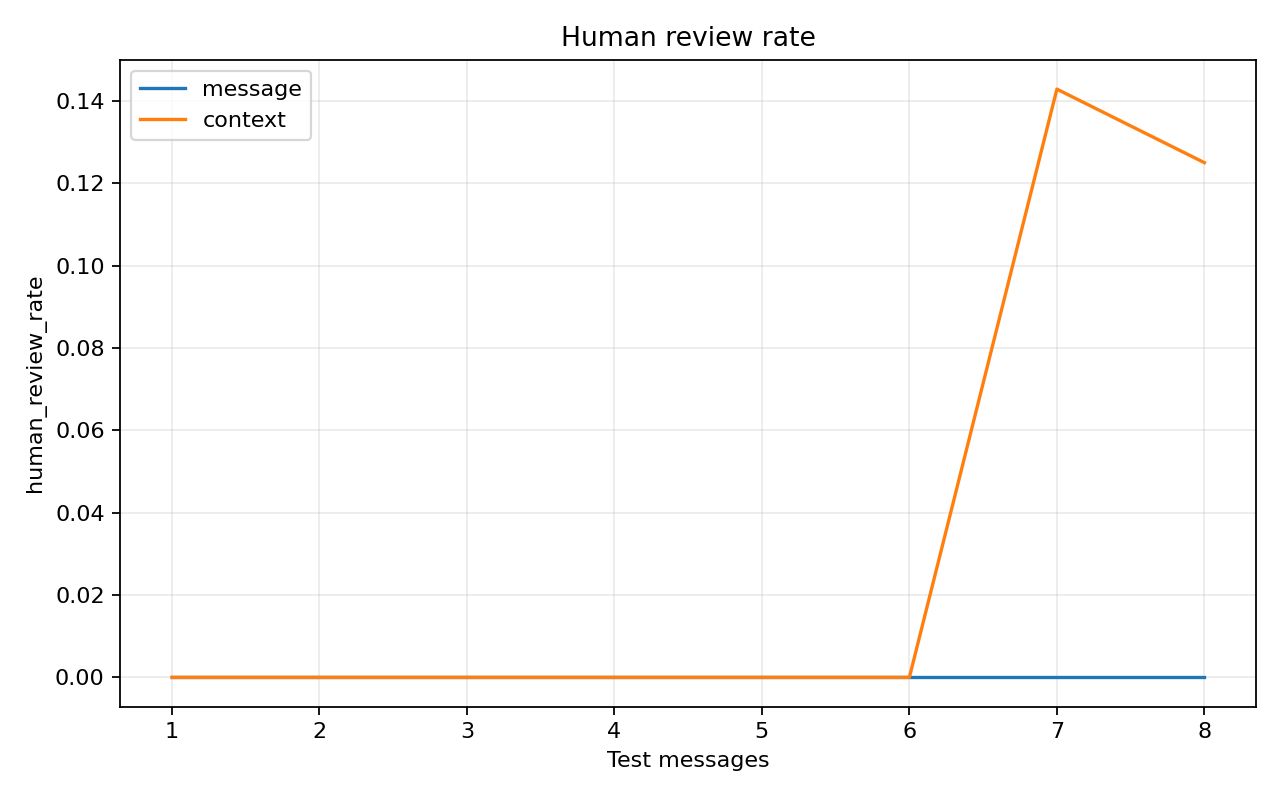 Human review rate
message
context
human_review_rate
0.14
0.12
0.10
0.08
0.06
0.04
0.02
0.00
1 2 3 4 5 6 7 8
Test messages